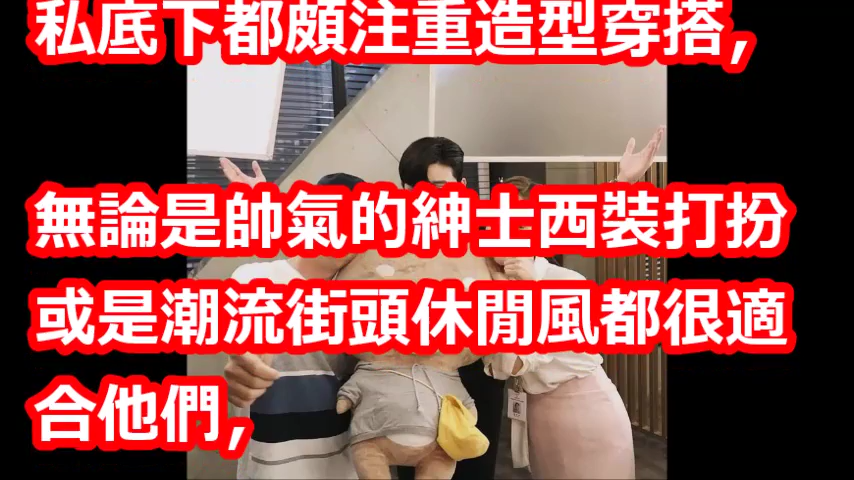 私底下都頗注重造型穿搭，
無論是帥氣的紳士西裝打扮
或是潮流街頭休閒風都很適
合他們，